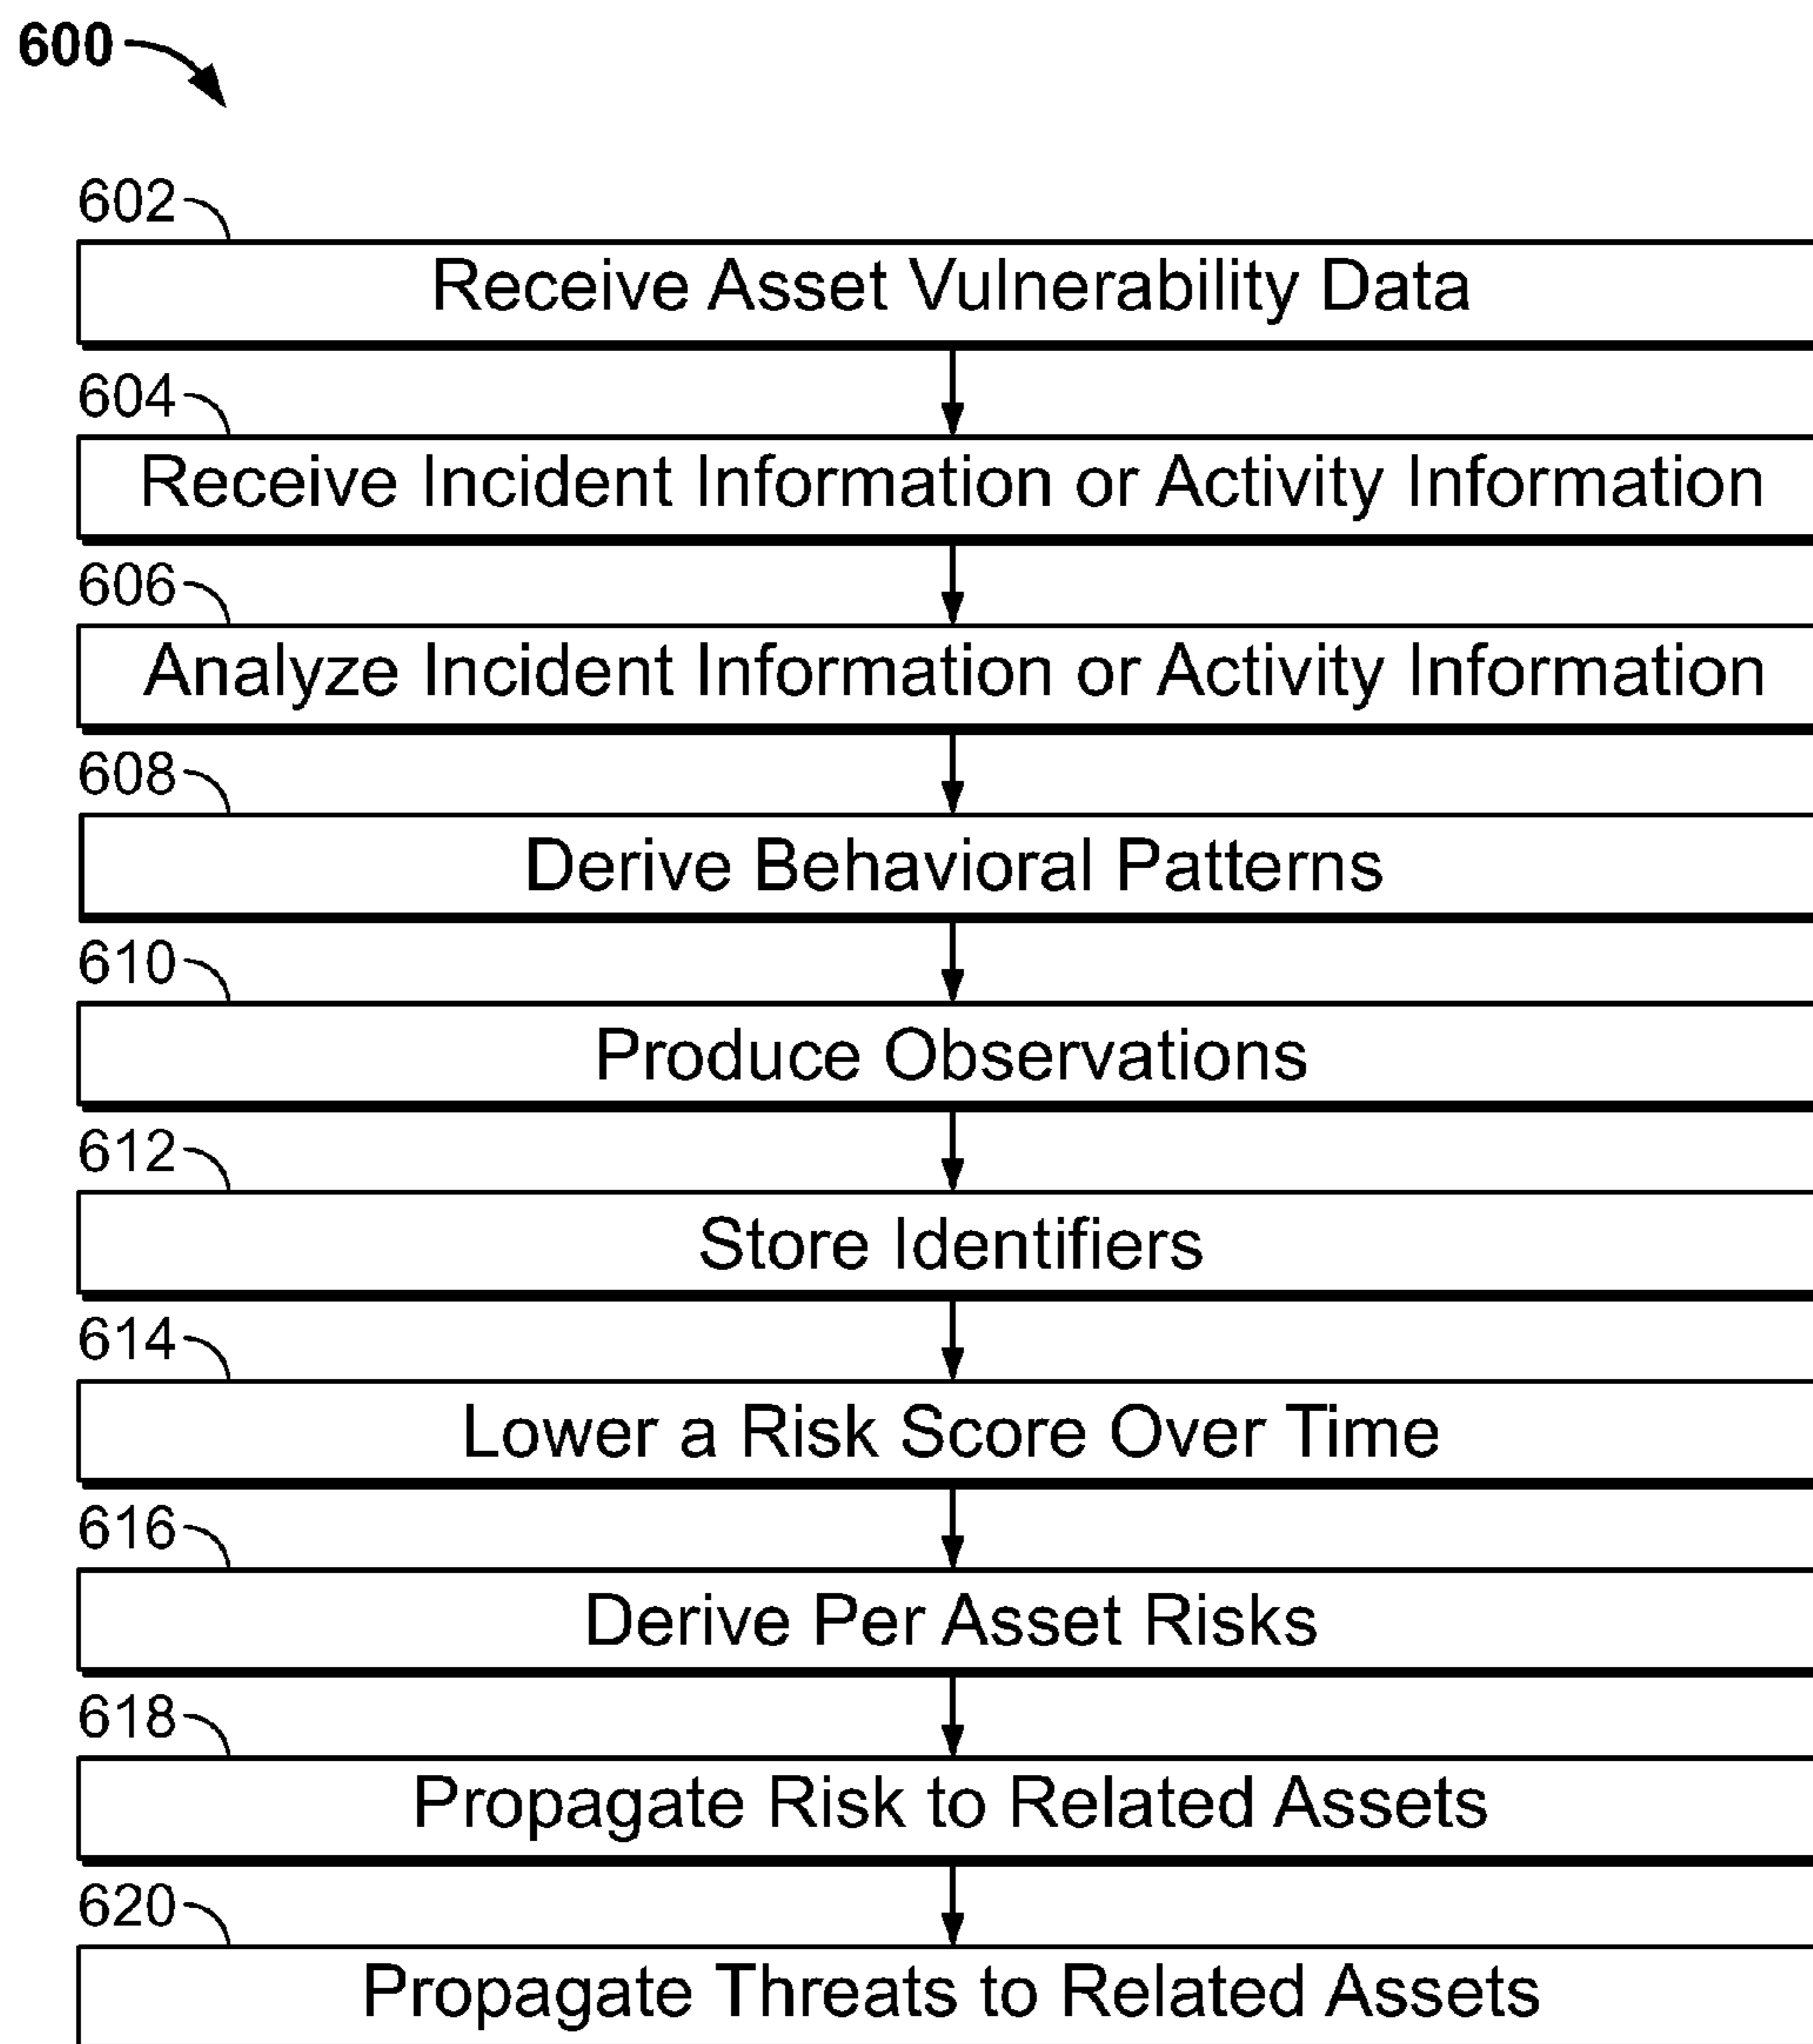 600
602
Receive Asset Vulnerability Data
604
Receive Incident Information or Activity Information
606
Analyze Incident Information or Activity Information
608
Derive Behavioral Patterns
610
Produce Observations
612
Store Identifiers
614
Lower a Risk Score Over Time
616
Derive Per Asset Risks
618
Propagate Risk to Related Assets
620
Propagate Threats to Related Assets